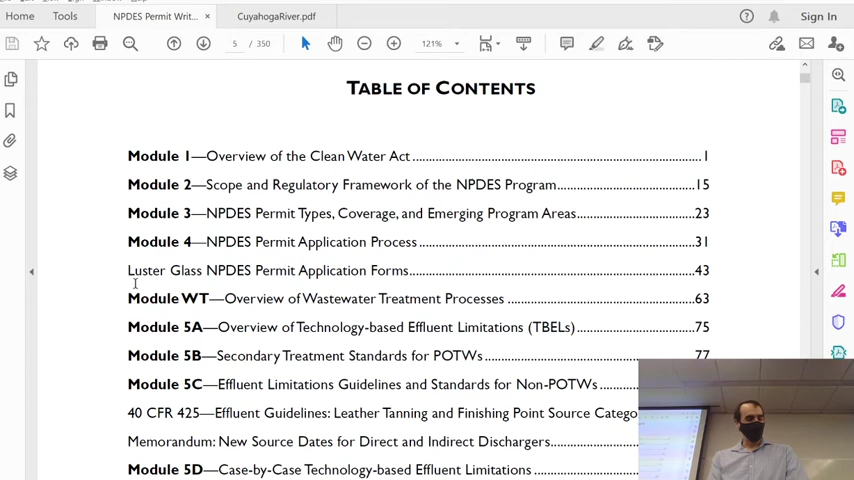 Home Tools NPDES Permit Writ... × CuyahogaRiver.pdf Sign In
5 / 350 121%
TABLE OF CONTENTS
Module 1—Overview of the Clean Water Act 1
Module 2—Scope and Regulatory Framework of the NPDES Program 15
Module 3—NPDES Permit Types, Coverage, and Emerging Program Areas 23
Module 4—NPDES Permit Application Process 31
Luster Glass NPDES Permit Application Forms 43
Module WT—Overview of Wastewater Treatment Processes 63
Module 5A—Overview of Technology-based Effluent Limitations (TBELs) 75
Module 5B—Secondary Treatment Standards for POTWs 77
Module 5C—Effluent Limitations Guidelines and Standards for Non-POTWs
40 CFR 425—Effluent Guidelines: Leather Tanning and Finishing Point Source Catego
Memorandum: New Source Dates for Direct and Indirect Dischargers
Module 5D—Case-by-Case Technology-based Effluent Limitations